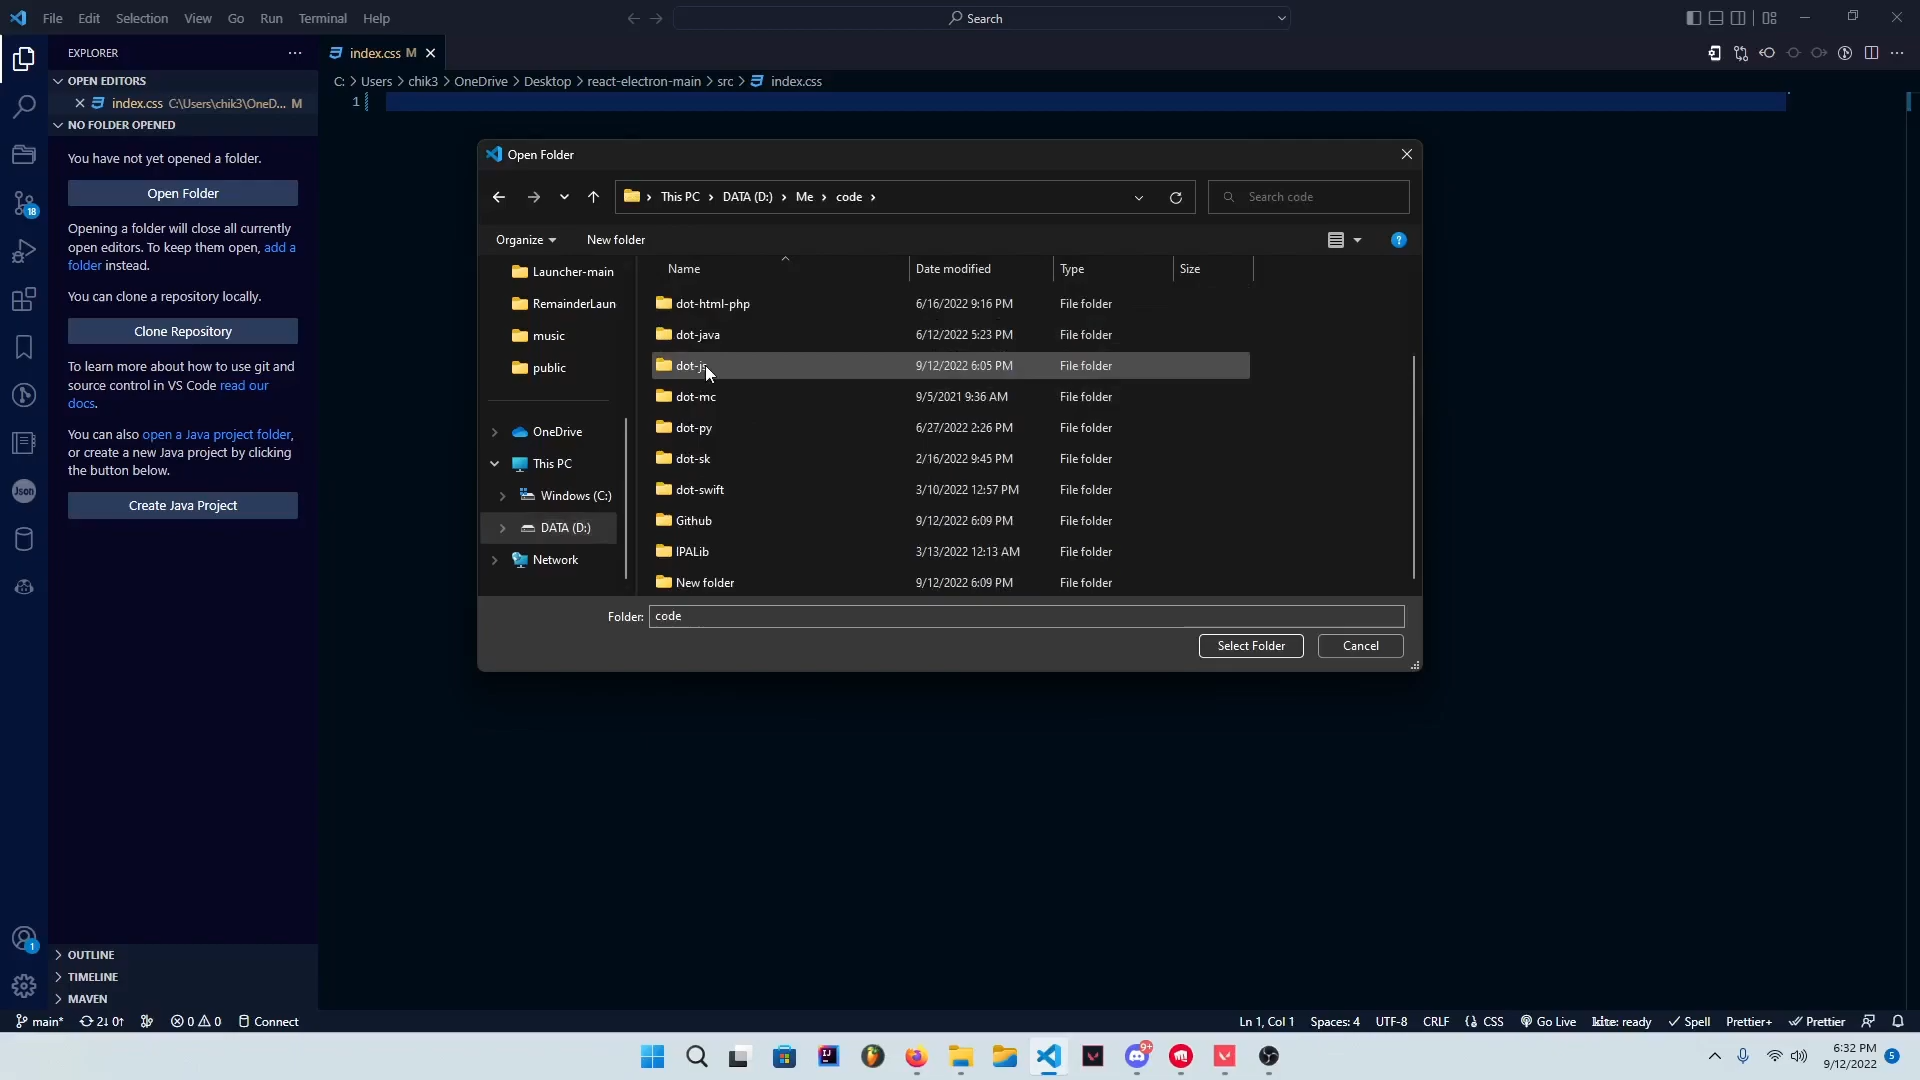 File Edit Selection View Go Run Terminal Help
Search
EXPLORER
OPEN EDITORS
index.css C:\Users\chik3\OneD... M
NO FOLDER OPENED
You have not yet opened a folder.
Open Folder
Opening a folder will close all currently
open editors. To keep them open, add a
folder instead.
You can clone a repository locally.
Clone Repository
To learn more about how to use git and
source control in VS Code read our
docs.
You can also open a Java project folder,
or create a new Java project by clicking
the button below.
Create Java Project
OUTLINE
TIMELINE
MAVEN
18
Json
1
index.css M
C: > Users > chik3 > OneDrive > Desktop > react-electron-main > src > index.css
1
Open Folder
This PC > DATA (D:) > Me > code >
Search code
Organize New folder
?
Launcher-main
RemainderLaun
music
public
OneDrive
This PC
Windows (C:)
DATA (D:)
Network
Name Date modified Type Size
dot-html-php 6/16/2022 9:16 PM File folder
dot-java 6/12/2022 5:23 PM File folder
dot-js 9/12/2022 6:05 PM File folder
dot-mc 9/5/2021 9:36 AM File folder
dot-py 6/27/2022 2:26 PM File folder
dot-sk 2/16/2022 9:45 PM File folder
dot-swift 3/10/2022 12:57 PM File folder
Github 9/12/2022 6:09 PM File folder
IPALib 3/13/2022 12:13 AM File folder
New folder 9/12/2022 6:09 PM File folder
Folder: code
Select Folder Cancel
main* 2↓ 0↑ 0 0 Connect
Ln 1, Col 1 Spaces: 4 UTF-8 CRLF CSS Go Live kite: ready Spell Prettier+ Prettier
IJ
9+
6:32 PM
9/12/2022
5